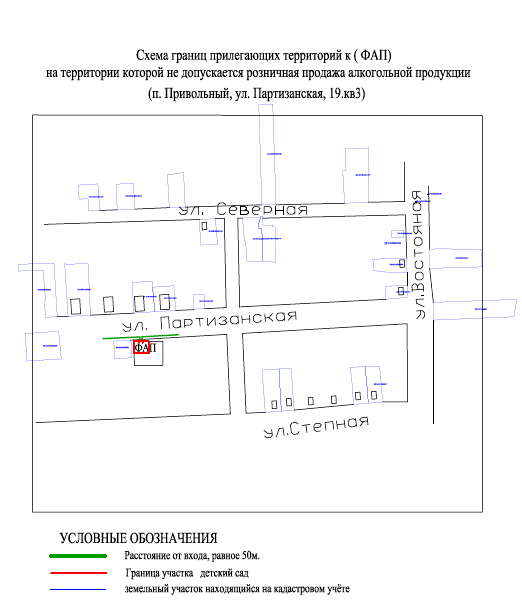 Схема границ прилегающих территорий к ( ФАП)
на территории которой не допускается розничная продажа алкогольной продукции
(п. Привольный, ул. Партизанская, 19.кв3)
ул. Северная
ул.Востояная
ул. Партизанская
ФАП
ул.Степная
УСЛОВНЫЕ ОБОЗНАЧЕНИЯ
Расстояние от входа, равное 50м.
Граница участка детский сад
земельный участок находящийся на кадастровом учёте